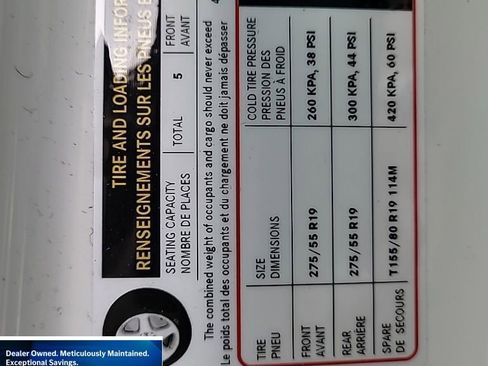 TIRE AND LOADING INFOR
RENSEIGNEMENTS SUR LES PNEUS E
SEATING CAPACITY
NOMBRE DE PLACES
TOTAL 5
FRONT
AVANT
The combined weight of occupants and cargo should never exceed
Le poids total des occupants et du chargement ne doit jamais dépasser
TIRE
PNEU
SIZE
DIMENSIONS
COLD TIRE PRESSURE
PRESSION DES
PNEUS À FROID
FRONT
AVANT
275/55 R19
260 KPA, 38 PSI
REAR
ARRIÈRE
275/55 R19
300 KPA, 44 PSI
SPARE
DE SECOURS
T155/80 R19 114M
420 KPA, 60 PSI
Dealer Owned. Meticulously Maintained.
Exceptional Savings.